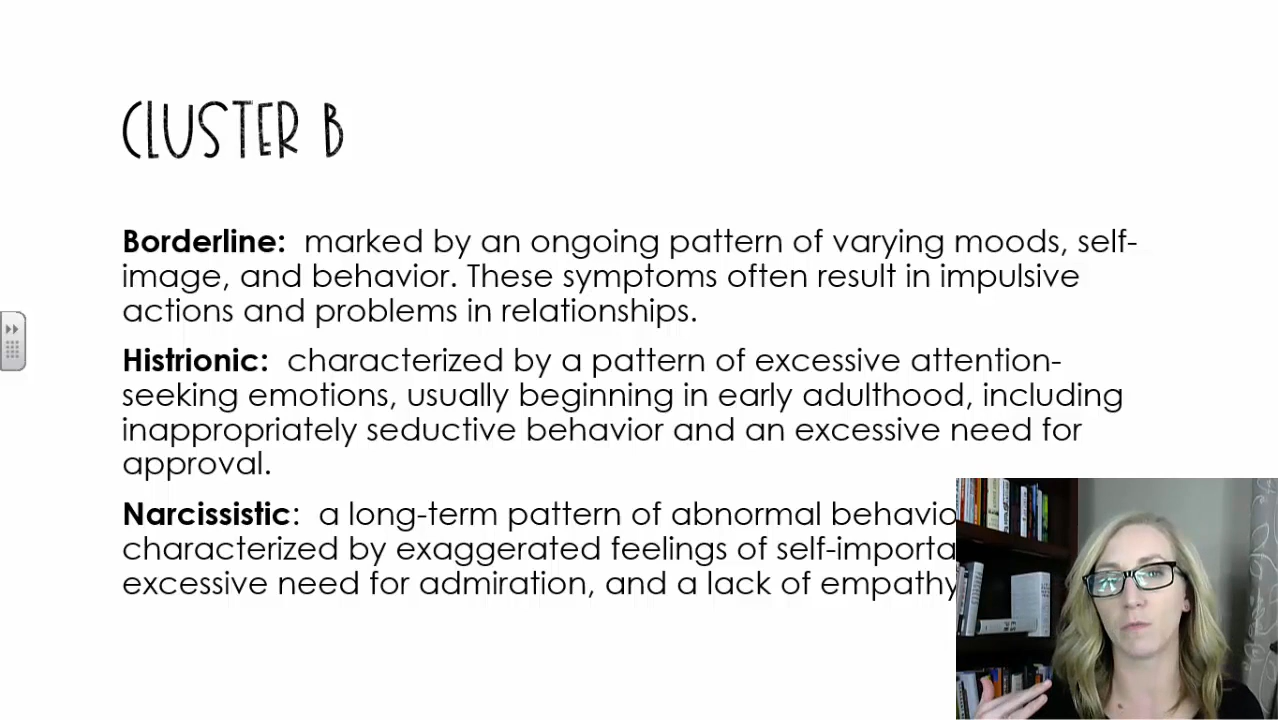 CLUSTER B
Borderline: marked by an ongoing pattern of varying moods, self-
image, and behavior. These symptoms often result in impulsive
actions and problems in relationships.
Histrionic: characterized by a pattern of excessive attention-
seeking emotions, usually beginning in early adulthood, including
inappropriately seductive behavior and an excessive need for
approval.
Narcissistic: a long-term pattern of abnormal behavio
characterized by exaggerated feelings of self-importa
excessive need for admiration, and a lack of empathy